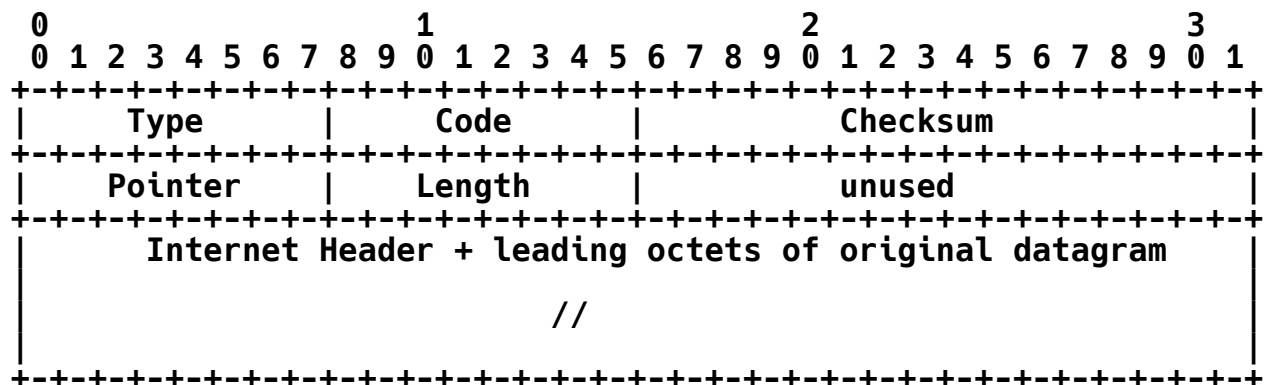 0                   1                   2                   3
 0 1 2 3 4 5 6 7 8 9 0 1 2 3 4 5 6 7 8 9 0 1 2 3 4 5 6 7 8 9 0 1
+-+-+-+-+-+-+-+-+-+-+-+-+-+-+-+-+-+-+-+-+-+-+-+-+-+-+-+-+-+-+-+-+
|     Type      |     Code      |          Checksum             |
+-+-+-+-+-+-+-+-+-+-+-+-+-+-+-+-+-+-+-+-+-+-+-+-+-+-+-+-+-+-+-+-+
|    Pointer    |    Length     |          unused               |
+-+-+-+-+-+-+-+-+-+-+-+-+-+-+-+-+-+-+-+-+-+-+-+-+-+-+-+-+-+-+-+-+
|      Internet Header + leading octets of original datagram    |
|                                                               |
|                           //                                  |
|                                                               |
+-+-+-+-+-+-+-+-+-+-+-+-+-+-+-+-+-+-+-+-+-+-+-+-+-+-+-+-+-+-+-+-+